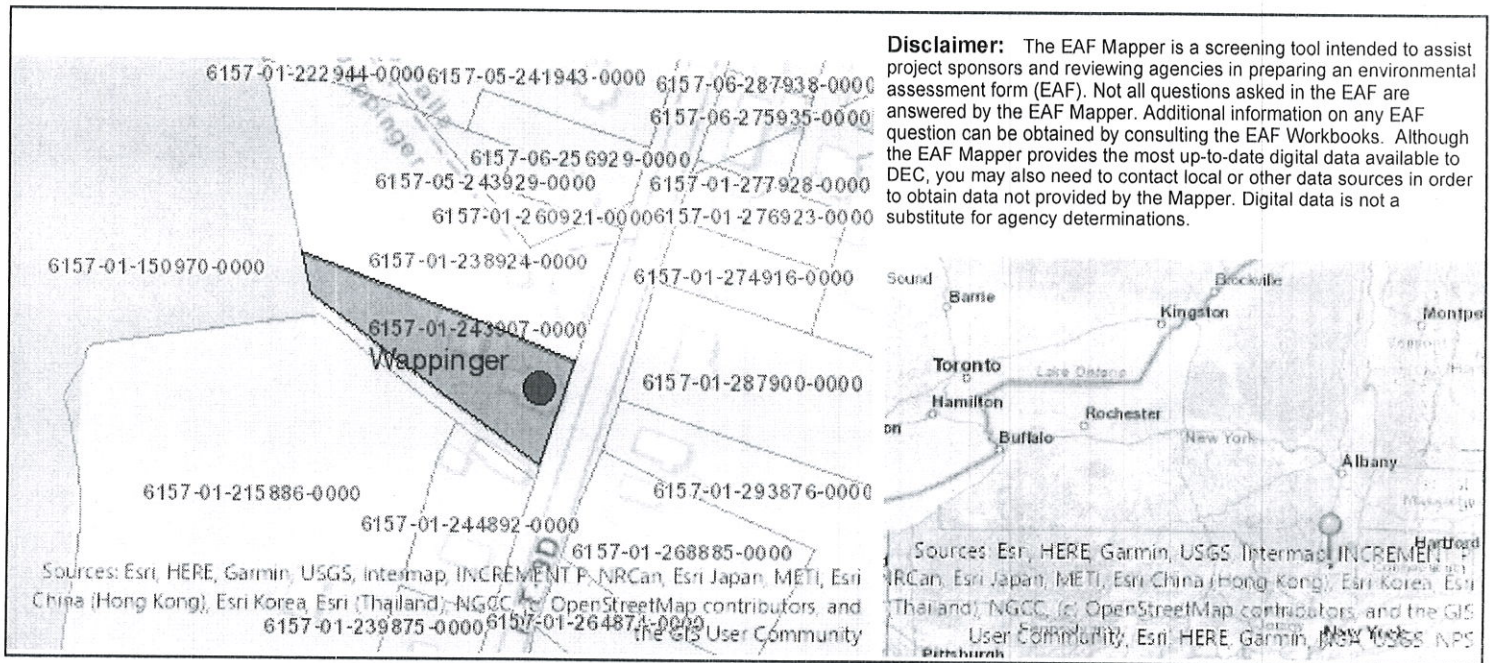 Disclaimer: The EAF Mapper is a screening tool intended to assist
project sponsors and reviewing agencies in preparing an environmental
assessment form (EAF). Not all questions asked in the EAF are
answered by the EAF Mapper. Additional information on any EAF
question can be obtained by consulting the EAF Workbooks. Although
the EAF Mapper provides the most up-to-date digital data available to
DEC, you may also need to contact local or other data sources in order
to obtain data not provided by the Mapper. Digital data is not a
substitute for agency determinations.
6157-01-222944-0000
6157-05-241943-0000
6157-06-287938-0000
6157-06-275935-0000
6157-06-256929-0000
6157-05-243929-0000
6157-01-277928-0000
6157-01-260921-0000
6157-01-276923-0000
6157-01-150970-0000
6157-01-238924-0000
6157-01-274916-0000
6157-01-243907-0000
Wappinger
6157-01-287900-0000
6157-01-215886-0000
6157-01-293876-0000
6157-01-244892-0000
6157-01-268885-0000
Sources: Esri, HERE, Garmin, USGS, Intermap, INCREMENT P, NRCan, Esri Japan, METI, Esri
China (Hong Kong), Esri Korea, Esri (Thailand), NGCC, (c) OpenStreetMap contributors, and
the GIS User Community
6157-01-239875-0000
6157-01-264874-0000
Sound
Barrie
Brockville
Kingston
Montpe
Toronto
Lake Ontario
Hamilton
Rochester
on
Buffalo
New York
Albany
Hartford
Sources: Esri, HERE, Garmin, USGS, Intermap, INCREMENT P,
NRCan, Esri Japan, METI, Esri China (Hong Kong), Esri Korea, Esri
(Thailand), NGCC, (c) OpenStreetMap contributors, and the GIS
User Community, Esri, HERE, Garmin, USGS, NPS
New York
Pittsburgh